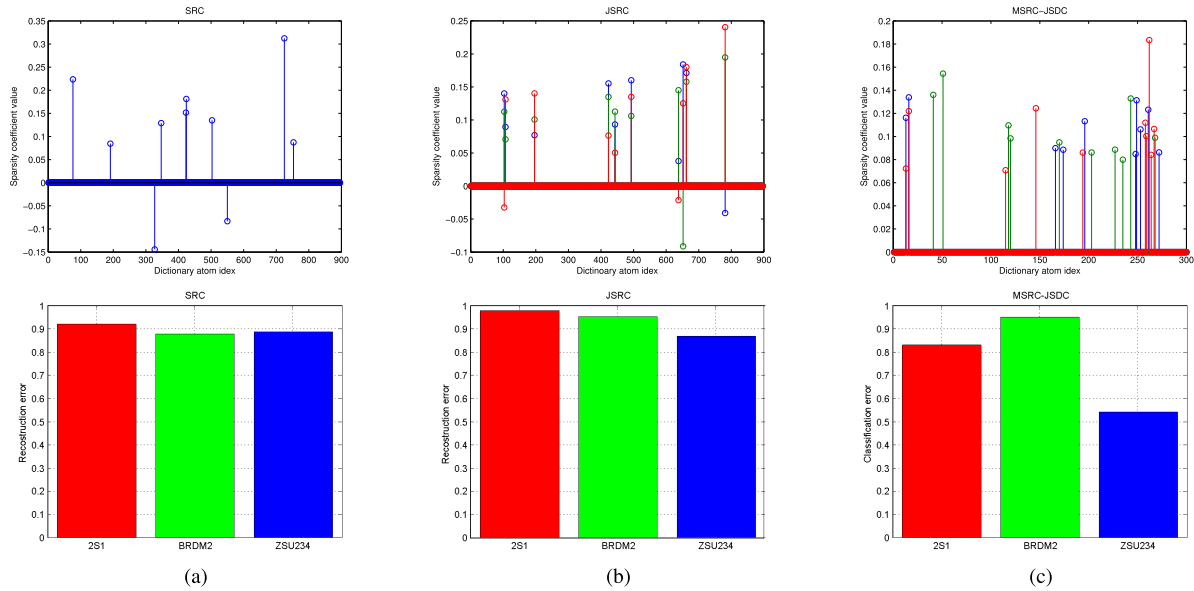 SRC
0.35
0.3
0.25
0.2
0.15
0.1
0.05
0
−0.05
−0.1
−0.15
Sparsity coefficient value
0 100 200 300 400 500 600 700 800 900
Dictionary atom idex
JSRC
0.25
0.2
0.15
0.1
0.05
0
−0.05
−0.1
Sparsity coefficient value
0 100 200 300 400 500 600 700 800 900
Dictinary atom idex
MSRC−JSDC
0.2
0.18
0.16
0.14
0.12
0.1
0.08
0.06
0.04
0.02
0
Sparsity coefficient value
0 50 100 150 200 250 300
Dictinary atom idex
SRC
1
0.9
0.8
0.7
0.6
0.5
0.4
0.3
0.2
0.1
0
Recostruction error
2S1 BRDM2 ZSU234
(a)
JSRC
1
0.9
0.8
0.7
0.6
0.5
0.4
0.3
0.2
0.1
0
Recostruction error
2S1 BRDM2 ZSU234
(b)
MSRC−JSDC
1
0.9
0.8
0.7
0.6
0.5
0.4
0.3
0.2
0.1
0
Classification error
2S1 BRDM2 ZSU234
(c)